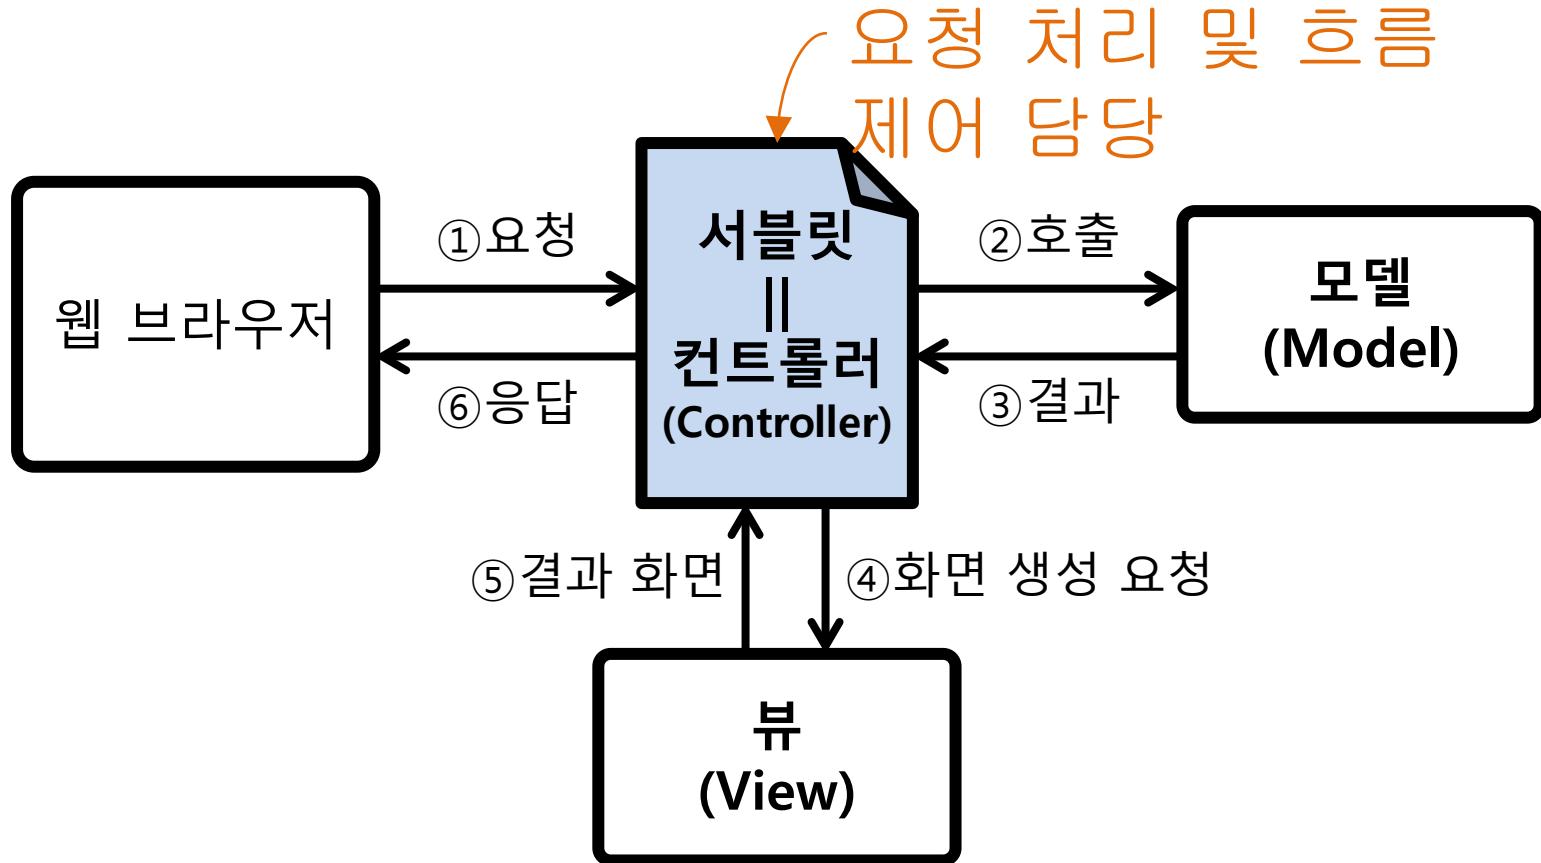 요청 처리 및 흐름
제어 담당
웹 브라우저
①요청
⑥응답
서블릿
||
컨트롤러
(Controller)
②호출
③결과
모델
(Model)
⑤결과 화면
④화면 생성 요청
뷰
(View)